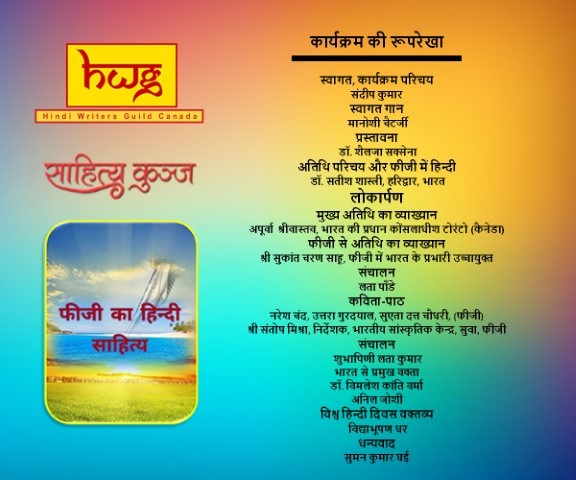 hwg
Hindi Writers Guild Canada
साहित्य कुञ्ज
फीजी का हिन्दी
साहित्य
कार्यक्रम की रूपरेखा
स्वागत, कार्यक्रम परिचय
संदीप कुमार
स्वागत गान
मानोशी चैटर्जी
प्रस्तावना
डॉ. शैलजा सक्सेना
अतिथि परिचय और फीजी में हिन्दी
डॉ. सतीश शास्त्री, हरिद्वार, भारत
लोकार्पण
मुख्य अतिथि का व्याख्यान
अपूर्वा श्रीवास्तव, भारत की प्रधान कोंसलाधीश टोरंटो (कैनेडा)
फीजी से अतिथि का व्याख्यान
श्री सुकांत चरण साहू, फीजी में भारत के प्रभारी उच्चायुक्त
संचालन
लता पाँडे
कविता-पाठ
नरेश चंद, उत्तरा गुरदयाल, सुएता दत्त चोधरी, (फीजी)
श्री संतोष मिश्रा, निर्देशक, भारतीय सांस्कृतिक केन्द्र, सुवा, फीजी
संचालन
शुभाषिणी लता कुमार
भारत से प्रमुख वक्ता
डॉ. विमलेश कांति वर्मा
अनिल जोशी
विश्व हिन्दी दिवस वक्तव्य
विद्याभूषण धर
धन्यवाद
सुमन कुमार घई